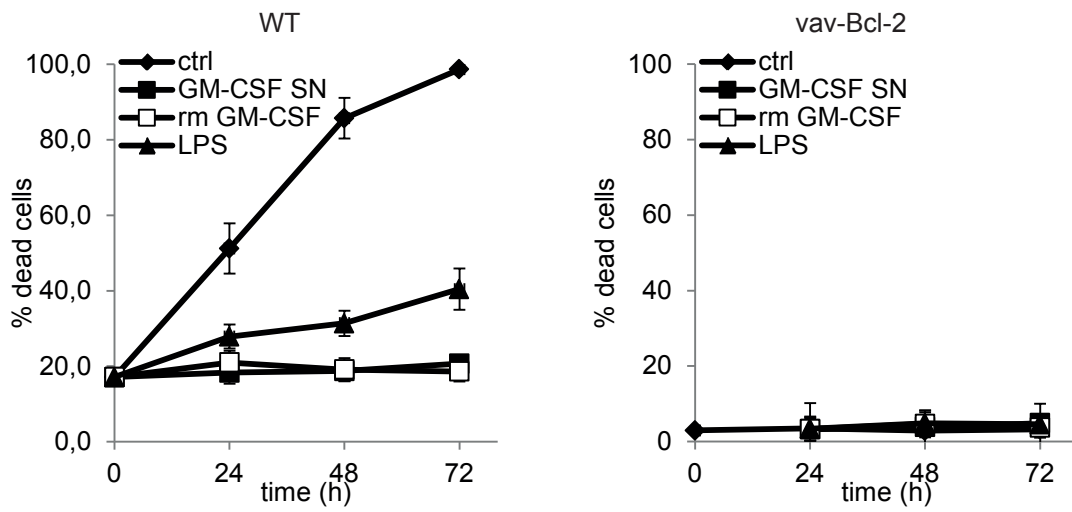 WT
100,0
80,0
60,0
40,0
20,0
0,0
% dead cells
ctrl
GM-CSF SN
rm GM-CSF
LPS
0 24 48 72
time (h)
vav-Bcl-2
100
80
60
40
20
0
% dead cells
ctrl
GM-CSF SN
rm GM-CSF
LPS
0 24 48 72
time (h)